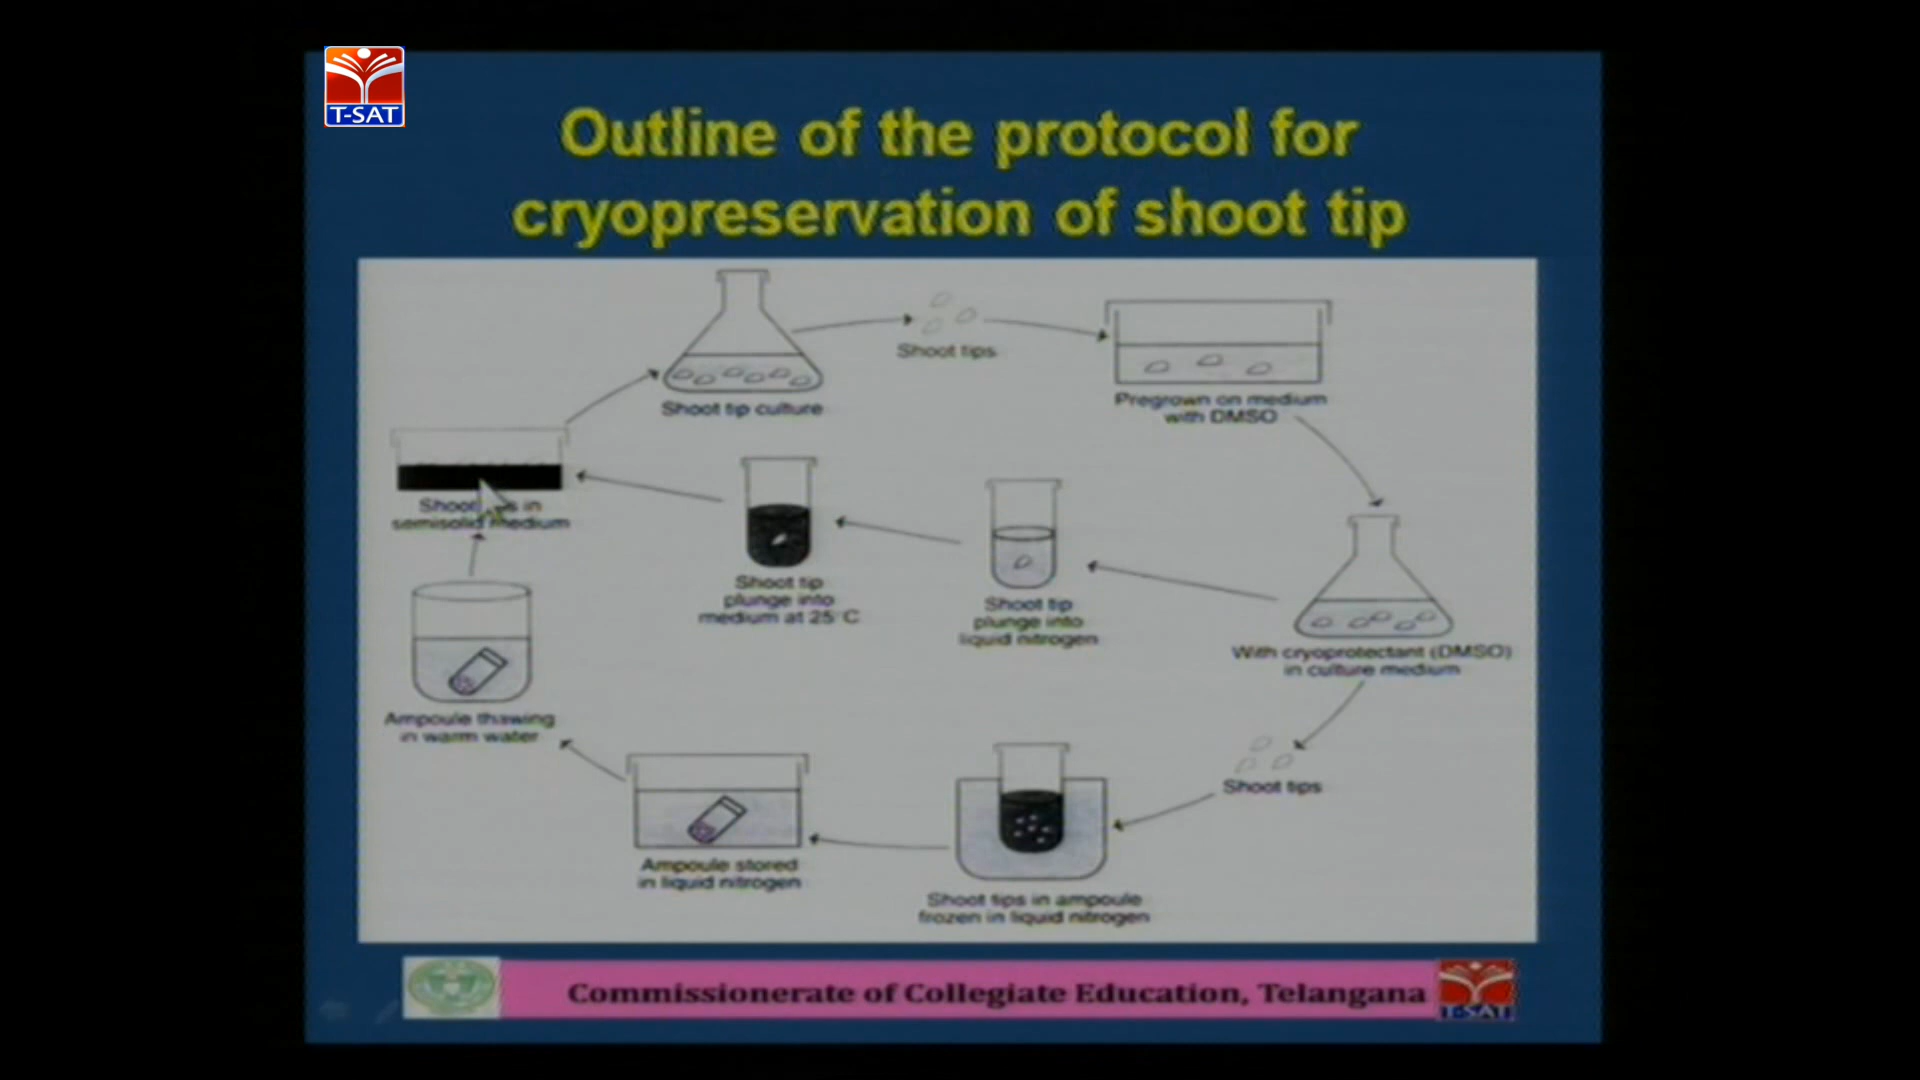 T-SAT
Outline of the protocol for
cryopreservation of shoot tip
Shoot tips
Shoot tip culture
Pregrown on medium
with DMSO
Shoot in
semisolid medium
Shoot tip
plunge into
medium at 25°C
Shoot tip
plunge into
liquid nitrogen
With cryoprotectant (DMSO)
in culture medium
Ampoule thawing
in warm water
Shoot tips
Ampoule stored
in liquid nitrogen
Shoot tips in ampoule
frozen in liquid nitrogen
Commissionerate of Collegiate Education, Telangana
T-SAT